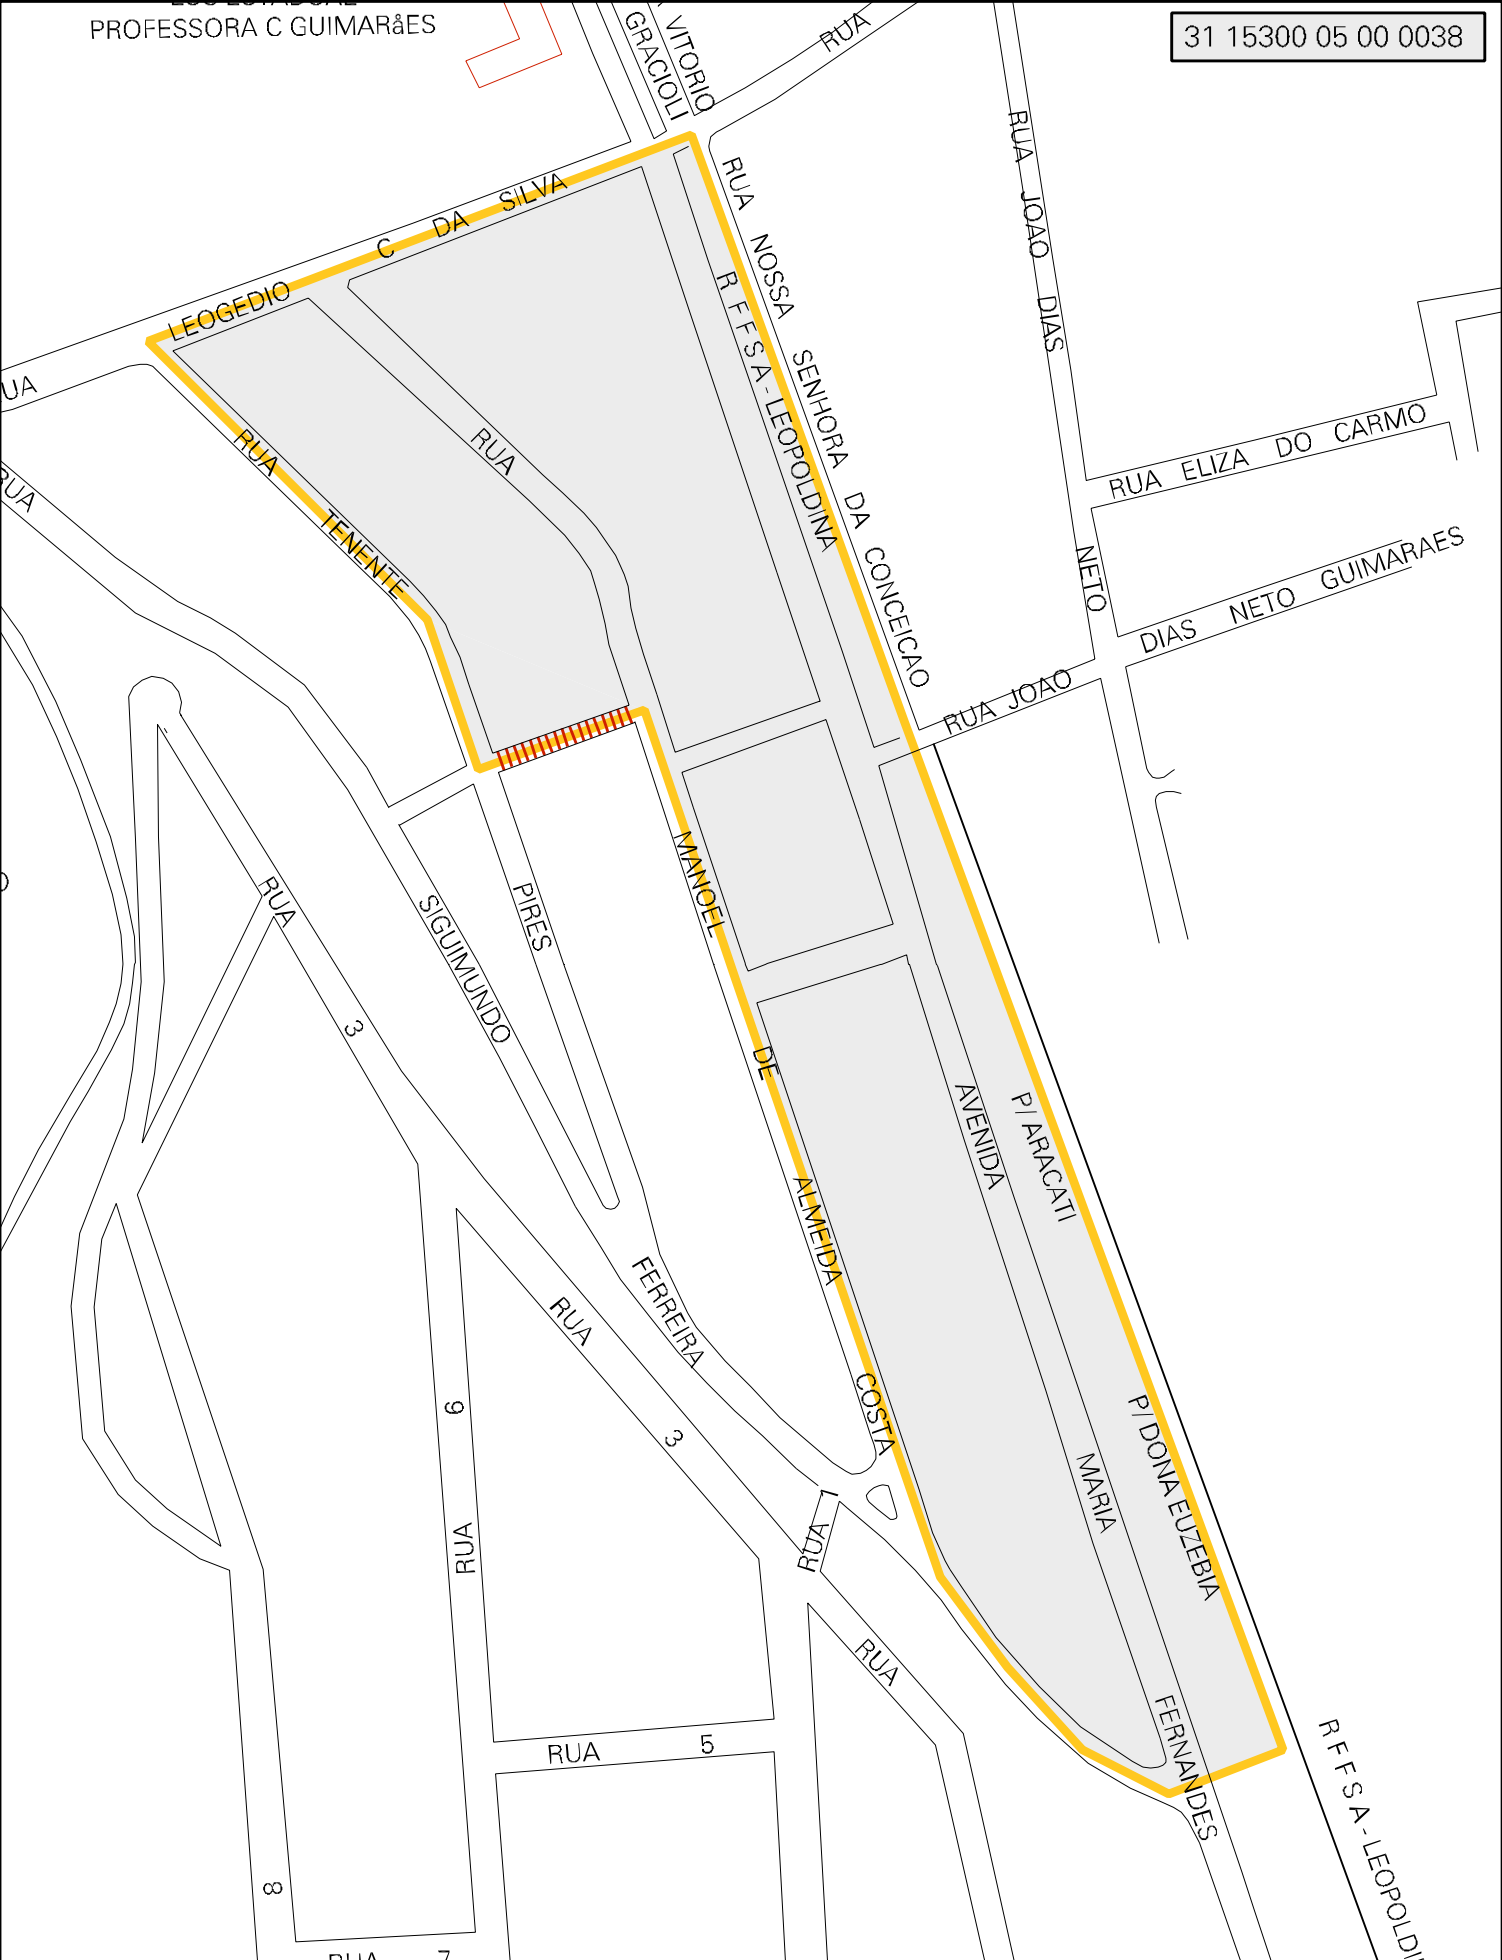 PROFESSORA C GUIMARåES
31 15300 05 00 0038
VITORIO
GRACIOLI
RUA
RUA JOAO DIAS NETO
RUA NOSSA SENHORA DA CONCEICAO
LEOGEDIO C DA SILVA
R F F S A - LEOPOLDINA
UA
RUA
RUA TENENTE PIRES
RUA
RUA ELIZA DO CARMO
RUA JOAO DIAS NETO GUIMARAES
MANOEL DE ALMEIDA COSTA
SIGUIMUNDO FERREIRA
RUA 3
AVENIDA MARIA FERNANDES
P/ ARACATI
P/ DONA EUZEBIA
RUA 3
RUA 6
RUA 1
RUA
RUA 5
8
RUA 7
R F F S A - LEOPOLDI